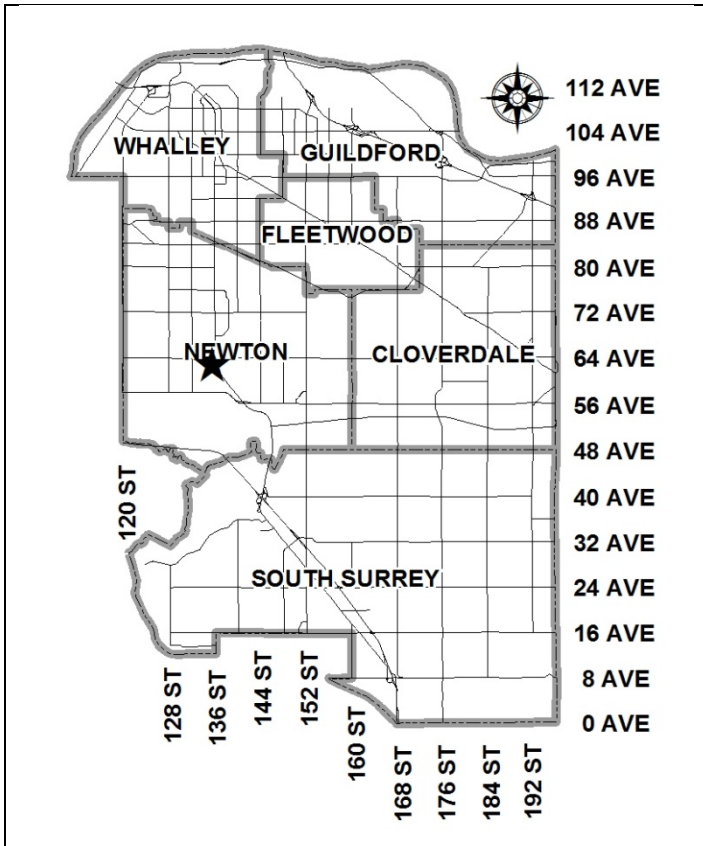 112 AVE
104 AVE
WHALLEY
GUILDFORD
96 AVE
88 AVE
FLEETWOOD
80 AVE
72 AVE
NEWTON
CLOVERDALE
64 AVE
56 AVE
48 AVE
120 ST
40 AVE
32 AVE
SOUTH SURREY
24 AVE
16 AVE
8 AVE
0 AVE
128 ST
136 ST
144 ST
152 ST
160 ST
168 ST
176 ST
184 ST
192 ST